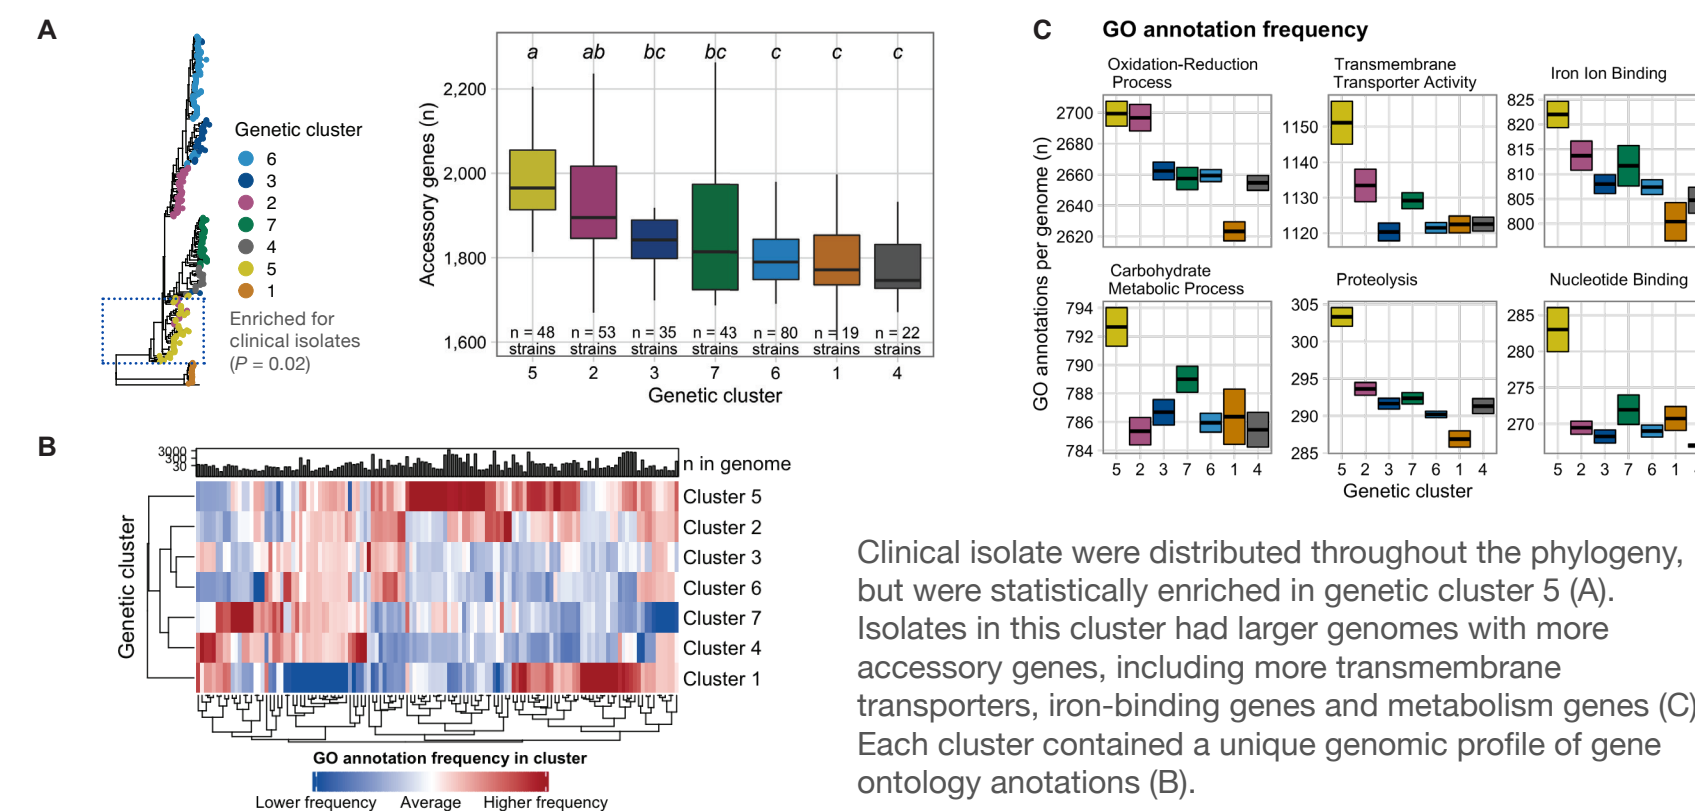 A
Genetic cluster
6
3
2
7
4
5
1
Enriched for
clinical isolates
(P = 0.02)
Accessory genes (n)
2,200
2,000
1,800
1,600
a ab bc bc c c c
n = 48 n = 53 n = 35 n = 43 n = 80 n = 19 n = 22
strains strains strains strains strains strains strains
5 2 3 7 6 1 4
Genetic cluster
B
3000
300
30
n in genome
Genetic cluster
Cluster 5
Cluster 2
Cluster 3
Cluster 6
Cluster 7
Cluster 4
Cluster 1
GO annotation frequency in cluster
Lower frequency Average Higher frequency
C GO annotation frequency
GO annotations per genome (n)
Oxidation-Reduction
Process
2700
2680
2660
2640
2620
Transmembrane
Transporter Activity
1150
1140
1130
1120
Iron Ion Binding
825
820
815
810
805
800
Carbohydrate
Metabolic Process
794
792
790
788
786
784
5 2 3 7 6 1 4
Proteolysis
305
300
295
290
285
5 2 3 7 6 1 4
Nucleotide Binding
285
280
275
270
5 2 3 7 6 1
Genetic cluster
Clinical isolate were distributed throughout the phylogeny,
but were statistically enriched in genetic cluster 5 (A).
Isolates in this cluster had larger genomes with more
accessory genes, including more transmembrane
transporters, iron-binding genes and metabolism genes (C)
Each cluster contained a unique genomic profile of gene
ontology anotations (B).